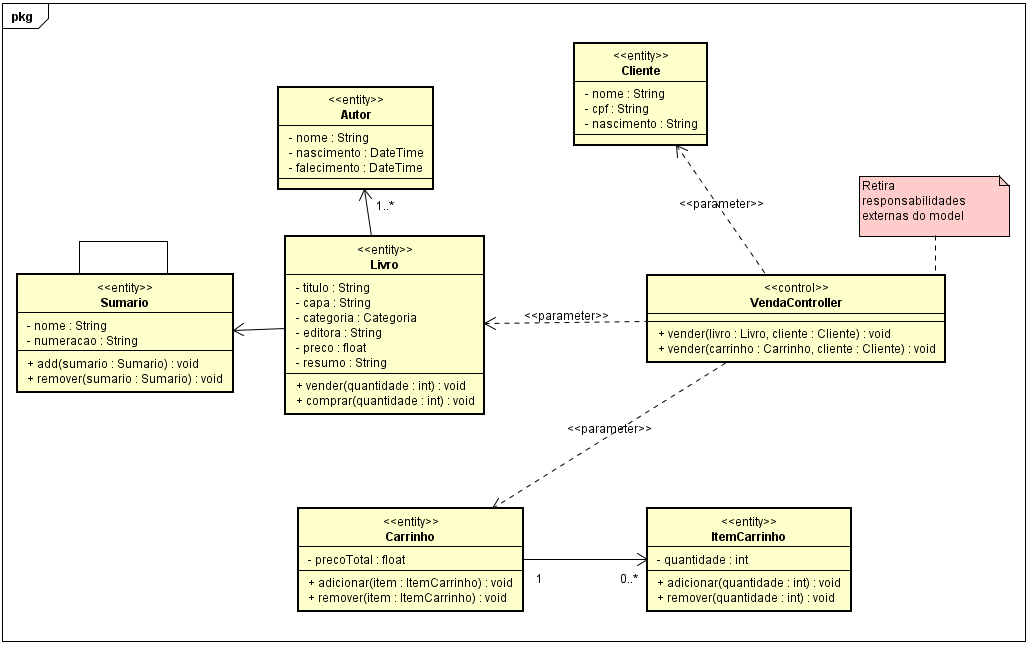 pkg
<<entity>>
Cliente
- nome : String
- cpf : String
- nascimento : String
<<entity>>
Autor
- nome : String
- nascimento : DateTime
- falecimento : DateTime
1..*
<<parameter>>
Retira
responsabilidades
externas do model
<<entity>>
Livro
- titulo : String
- capa : String
- categoria : Categoria
- editora : String
- preco : float
- resumo : String
+ vender(quantidade : int) : void
+ comprar(quantidade : int) : void
<<entity>>
Sumario
- nome : String
- numeracao : String
+ add(sumario : Sumario) : void
+ remover(sumario : Sumario) : void
<<parameter>>
<<control>>
VendaController
+ vender(livro : Livro, cliente : Cliente) : void
+ vender(carrinho : Carrinho, cliente : Cliente) : void
<<parameter>>
<<entity>>
Carrinho
- precoTotal : float
+ adicionar(item : ItemCarrinho) : void
+ remover(item : ItemCarrinho) : void
1
0..*
<<entity>>
ItemCarrinho
- quantidade : int
+ adicionar(quantidade : int) : void
+ remover(quantidade : int) : void